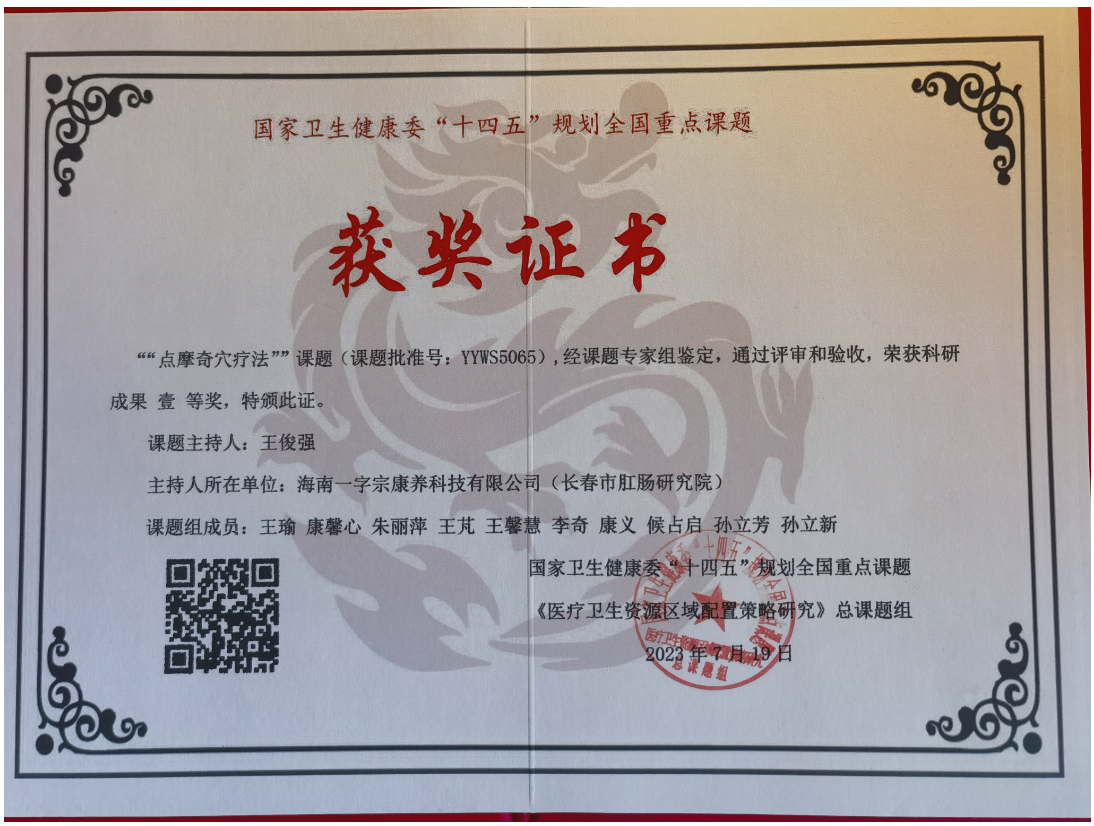 国家卫生健康委“十四五”规划全国重点课题
获奖证书
““点摩奇穴疗法””课题（课题批准号：YYWS5065）,经课题专家组鉴定，通过评审和验收，荣获科研
成果 壹 等奖，特颁此证。
课题主持人：王俊强
主持人所在单位：海南一字宗康养科技有限公司（长春市肛肠研究院）
课题组成员：王瑜 康馨心 朱丽萍 王芃 王馨慧 李奇 康义 候占启 孙立芳 孙立新
国家卫生健康委“十四五”规划全国重点课题
《医疗卫生资源区域配置策略研究》总课题组
2023年7月19日
总课题组